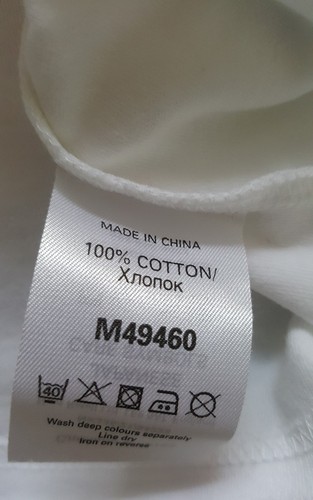 MADE IN CHINA
100% COTTON/
Хлопок
M49460
40
Wash deep colours separately
Line dry
Iron on reverse